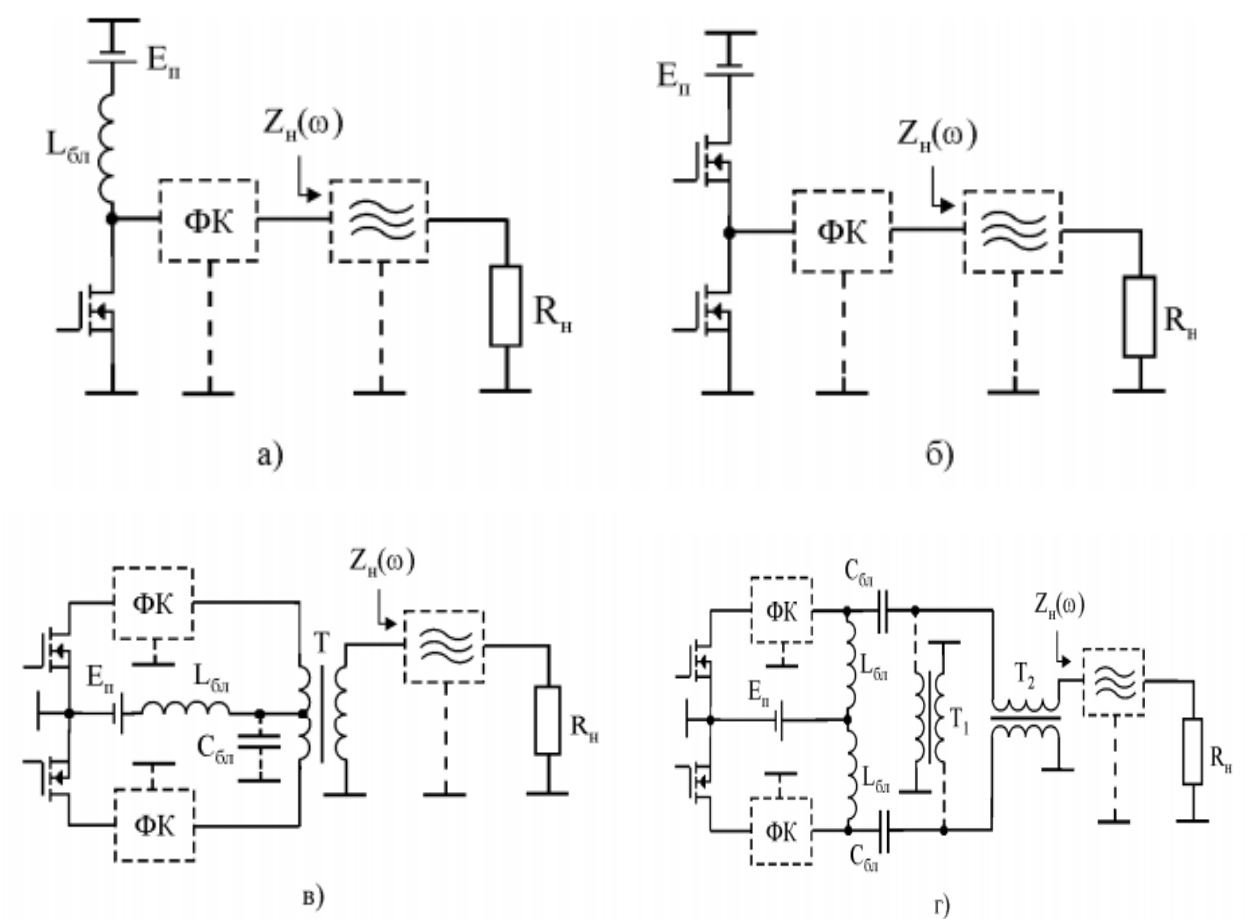 Eп
Lбл
Zн(ω)
ФК
Rн
а)
Eп
Zн(ω)
ФК
Rн
б)
Zн(ω)
ФК
T
Eп
Lбл
Cбл
Rн
ФК
в)
Cбл
Zн(ω)
ФК
Lбл
T2
Eп
T1
Lбл
Rн
ФК
Cбл
г)